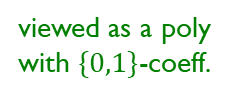 viewed as a poly
with {0,1}-coeff.